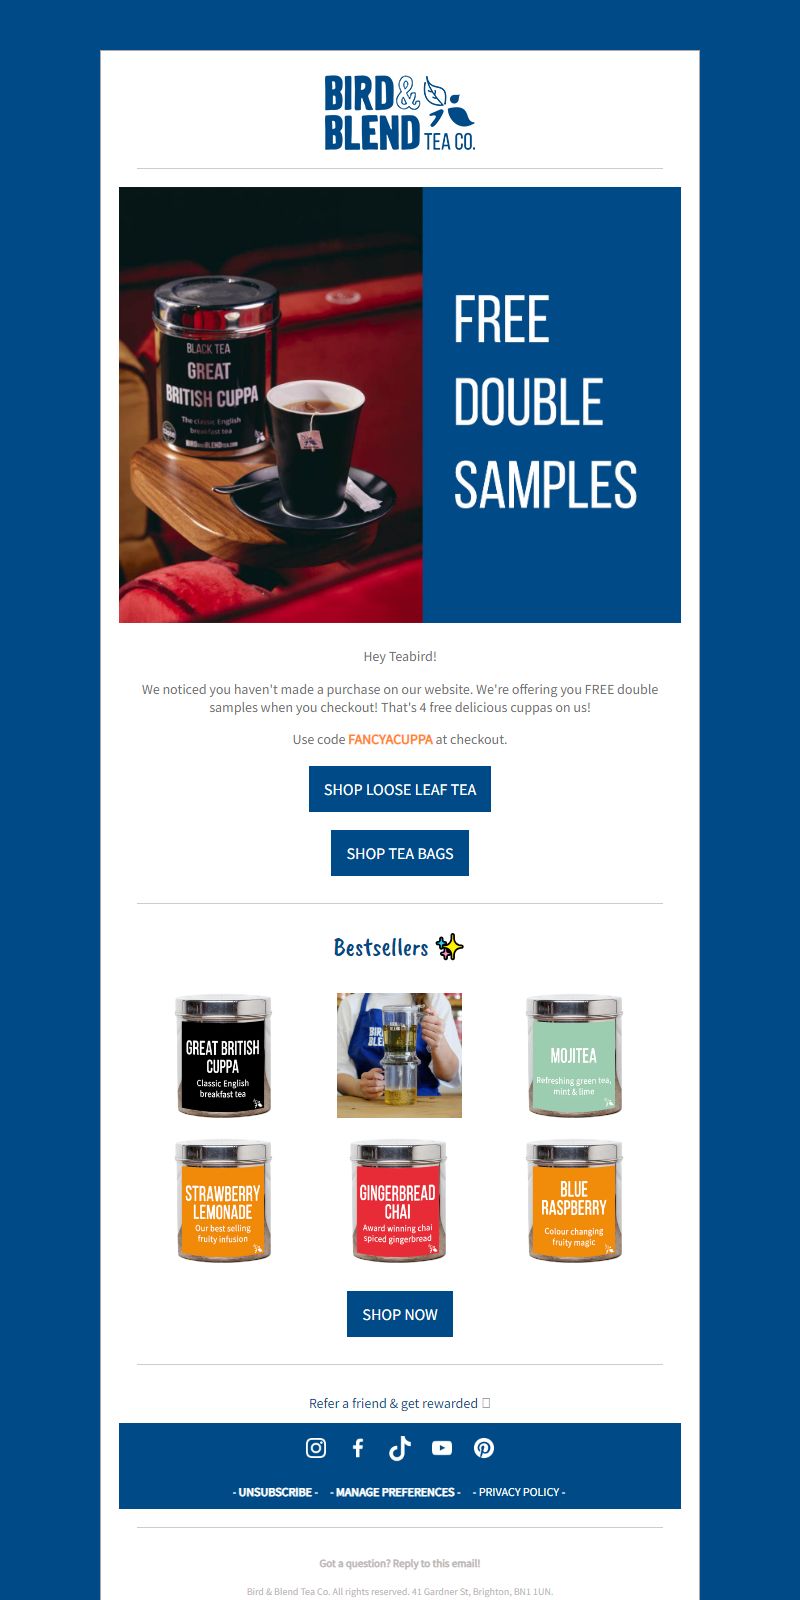 BIRD&
BLEND TEA CO.
BLACK TEA
GREAT
BRITISH CUPPA
The classic English
breakfast tea
BIRDandBLENDTEA.com
FREE
DOUBLE
SAMPLES
Hey Teabird!
We noticed you haven't made a purchase on our website. We're offering you FREE double
samples when you checkout! That's 4 free delicious cuppas on us!
Use code FANCYACUPPA at checkout.
SHOP LOOSE LEAF TEA
SHOP TEA BAGS
Bestsellers
GREAT BRITISH
CUPPA
Classic English
breakfast tea
BIRD
BLEND
MOJITEA
Refreshing green tea,
mint & lime
STRAWBERRY
LEMONADE
Our best selling
fruity infusion
GINGERBREAD
CHAI
Award winning chai
spiced gingerbread
BLUE
RASPBERRY
Colour changing
fruity magic
SHOP NOW
Refer a friend & get rewarded
- UNSUBSCRIBE - - MANAGE PREFERENCES - - PRIVACY POLICY -
Got a question? Reply to this email!
Bird & Blend Tea Co. All rights reserved. 41 Gardner St, Brighton, BN1 1UN.